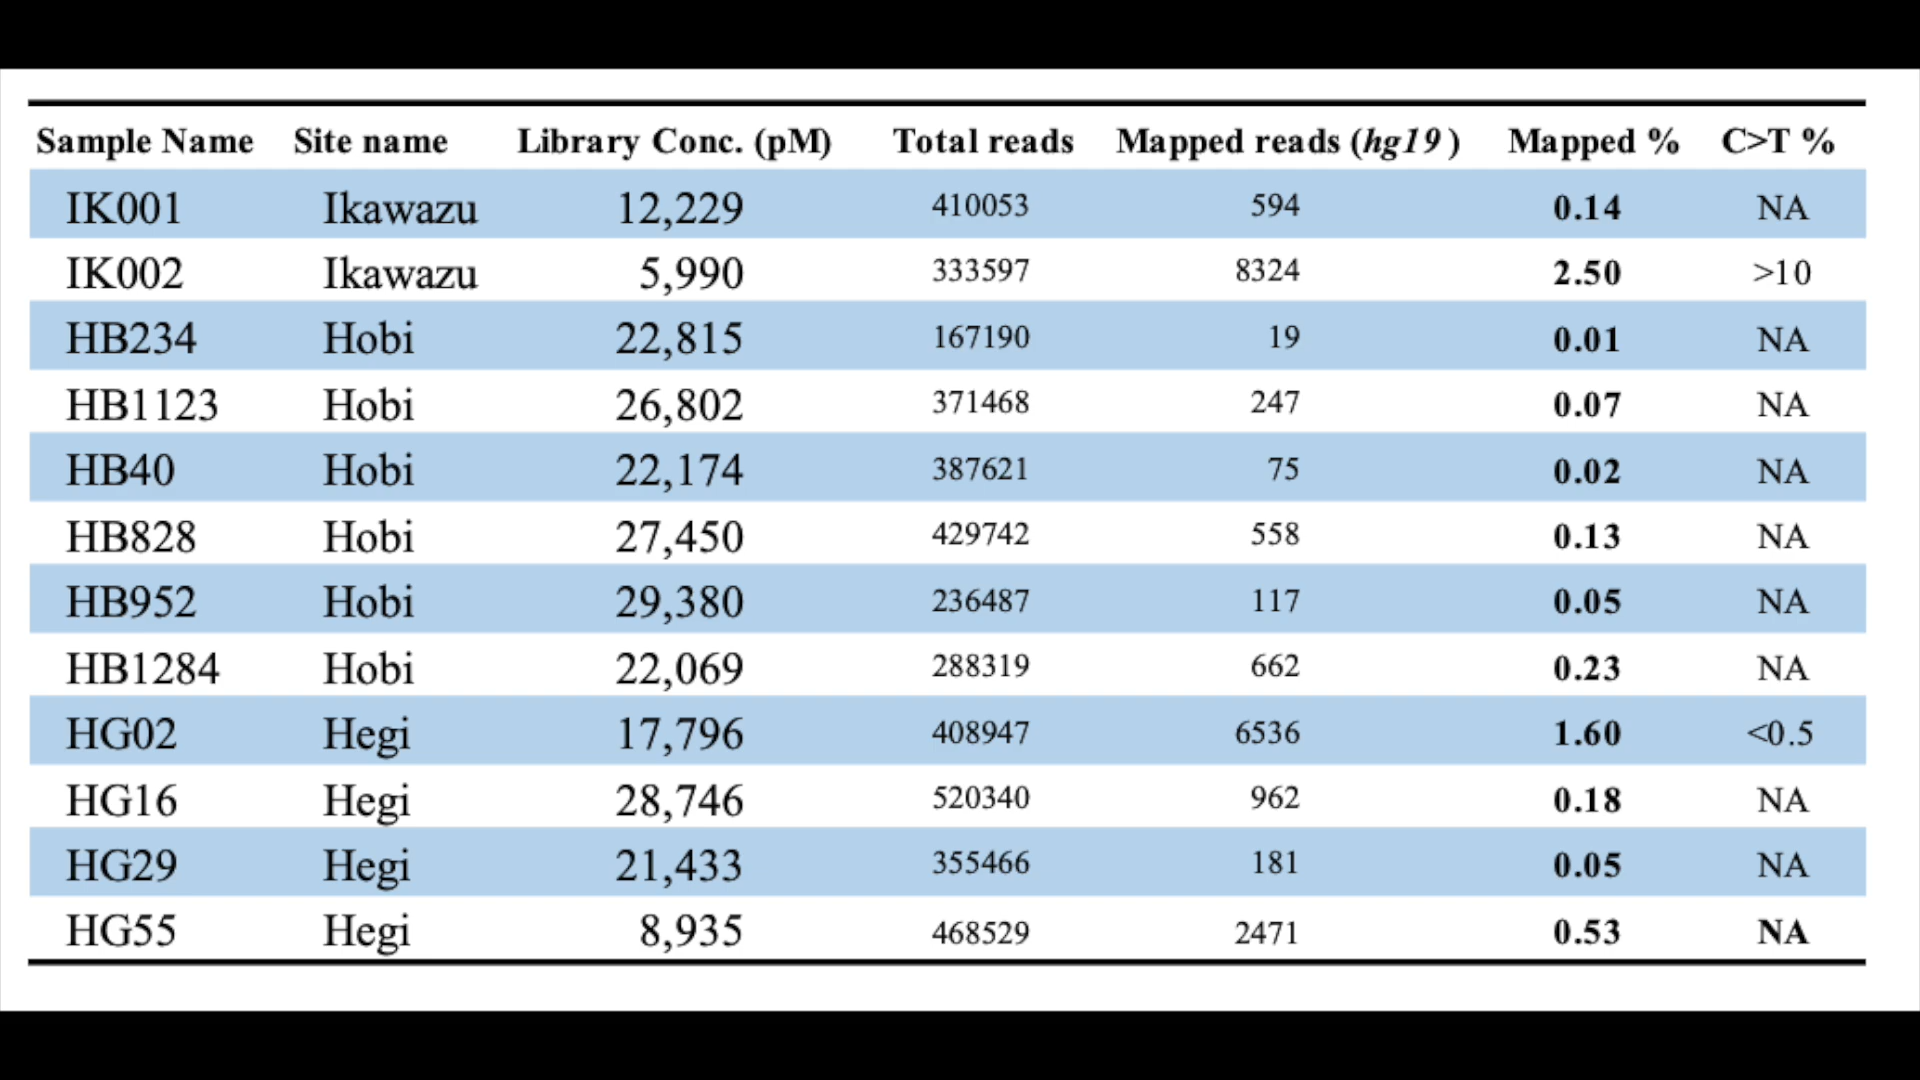 Sample Name Site name Library Conc. (pM) Total reads Mapped reads (hg19) Mapped % C>T %
IK001 Ikawazu 12,229 410053 594 0.14 NA
IK002 Ikawazu 5,990 333597 8324 2.50 >10
HB234 Hobi 22,815 167190 19 0.01 NA
HB1123 Hobi 26,802 371468 247 0.07 NA
HB40 Hobi 22,174 387621 75 0.02 NA
HB828 Hobi 27,450 429742 558 0.13 NA
HB952 Hobi 29,380 236487 117 0.05 NA
HB1284 Hobi 22,069 288319 662 0.23 NA
HG02 Hegi 17,796 408947 6536 1.60 <0.5
HG16 Hegi 28,746 520340 962 0.18 NA
HG29 Hegi 21,433 355466 181 0.05 NA
HG55 Hegi 8,935 468529 2471 0.53 NA